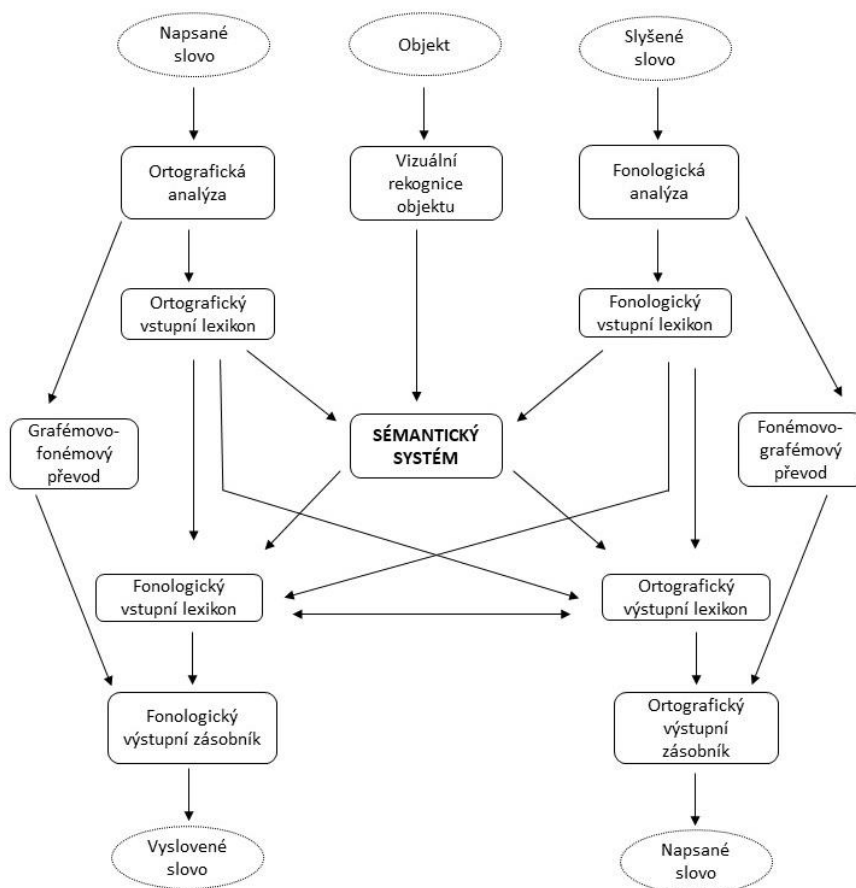 Napsané
slovo
Objekt
Slyšené
slovo
Ortografická
analýza
Vizuální
rekognice
objektu
Fonologická
analýza
Ortografický
vstupní lexikon
Fonologický
vstupní lexikon
Grafémovo-
fonémový
převod
SÉMANTICKÝ
SYSTÉM
Fonémovo-
grafémový
převod
Fonologický
vstupní lexikon
Ortografický
výstupní lexikon
Fonologický
výstupní zásobník
Ortografický
výstupní
zásobník
Vyslovené
slovo
Napsané
slovo